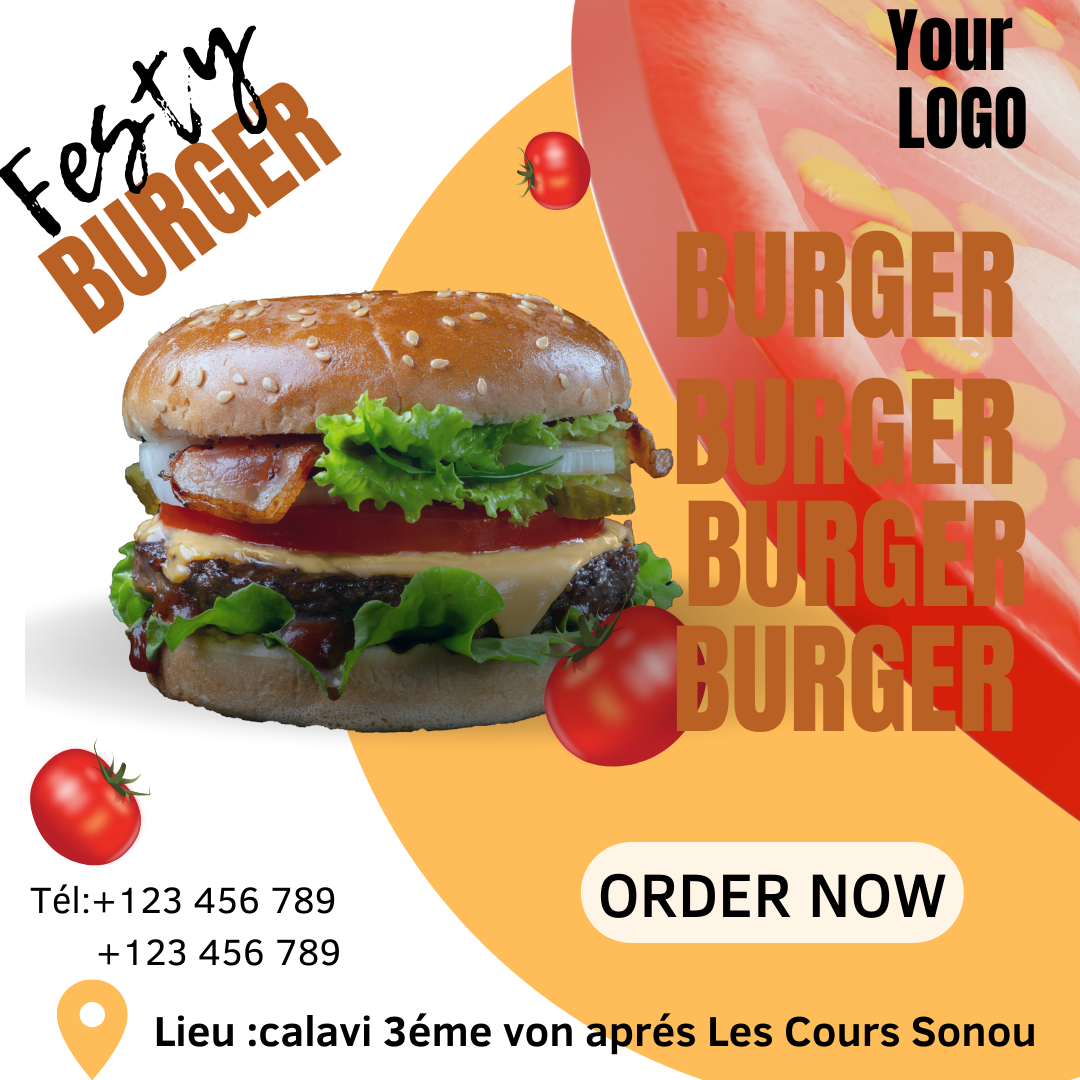 Festy
BURGER
Your
LOGO
BURGER
BURGER
BURGER
BURGER
Tél:+123 456 789
+123 456 789
ORDER NOW
Lieu :calavi 3éme von aprés Les Cours Sonou